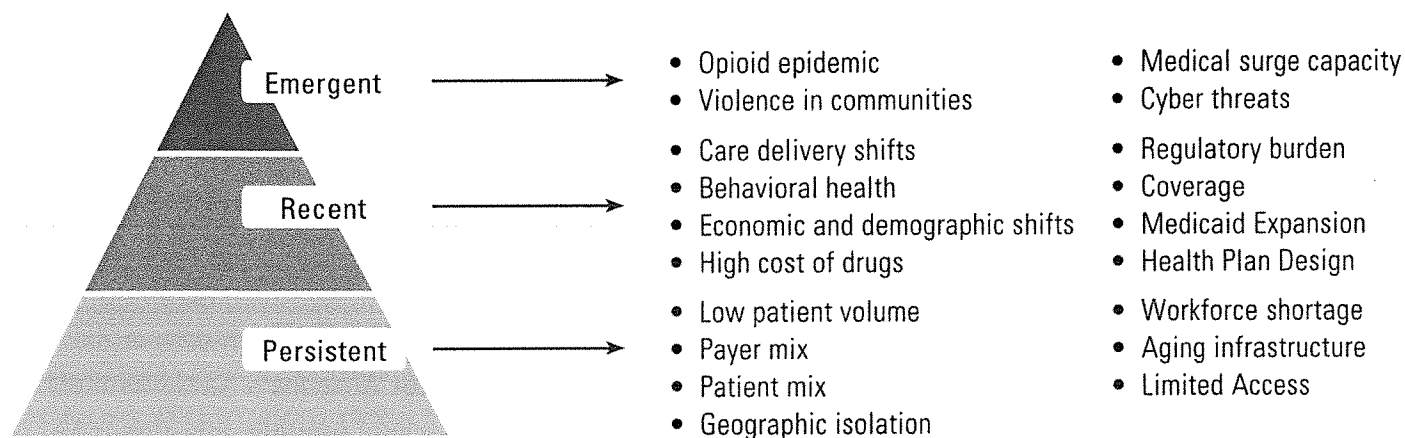 Emergent
• Opioid epidemic
• Violence in communities
• Medical surge capacity
• Cyber threats
Recent
• Care delivery shifts
• Behavioral health
• Economic and demographic shifts
• High cost of drugs
• Regulatory burden
• Coverage
• Medicaid Expansion
• Health Plan Design
Persistent
• Low patient volume
• Payer mix
• Patient mix
• Geographic isolation
• Workforce shortage
• Aging infrastructure
• Limited Access